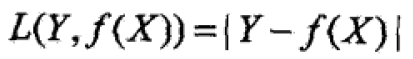 L(Y, f(X)) = | Y − f(X) |